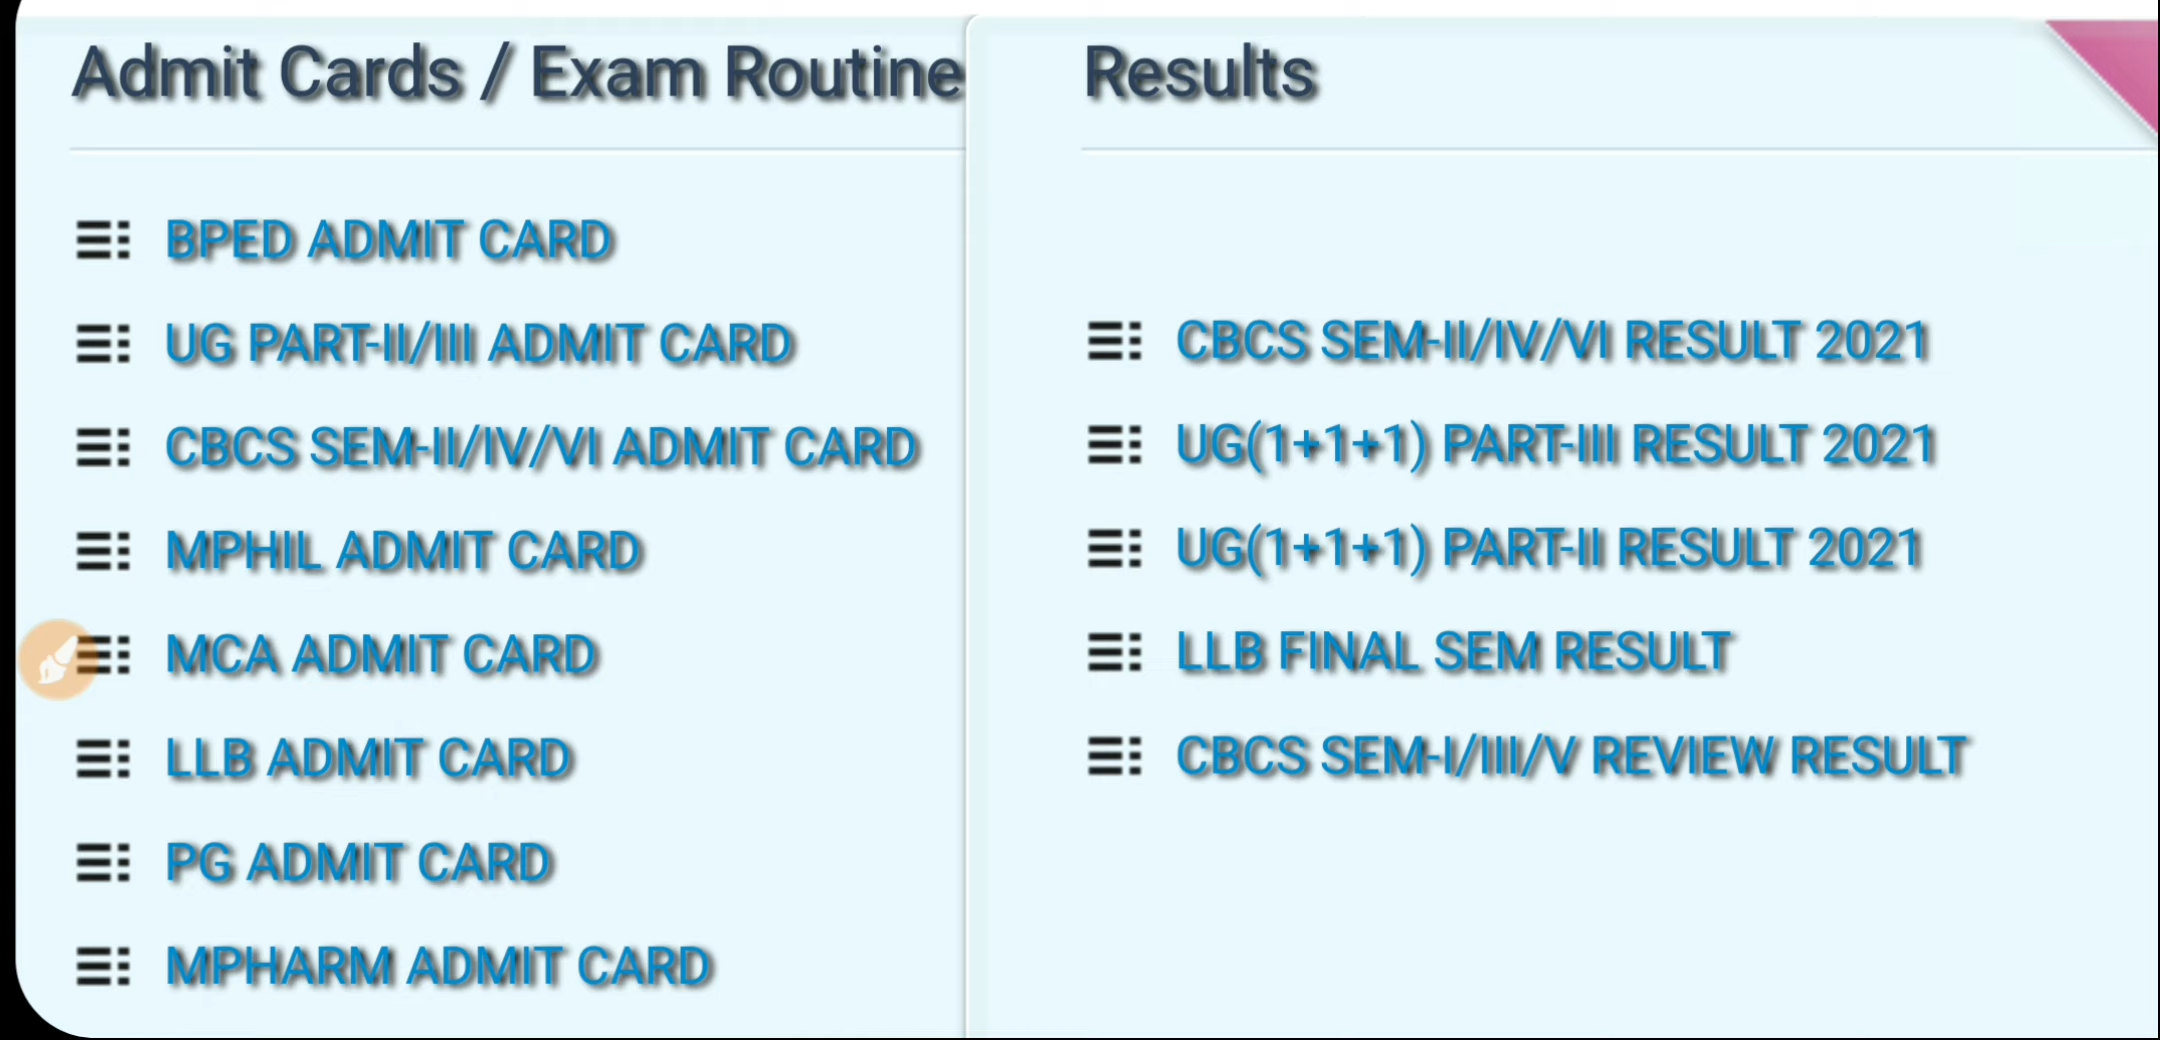 Admit Cards / Exam Routine
BPED ADMIT CARD
UG PART-II/III ADMIT CARD
CBCS SEM-II/IV/VI ADMIT CARD
MPHIL ADMIT CARD
MCA ADMIT CARD
LLB ADMIT CARD
PG ADMIT CARD
MPHARM ADMIT CARD
Results
CBCS SEM-II/IV/VI RESULT 2021
UG(1+1+1) PART-III RESULT 2021
UG(1+1+1) PART-II RESULT 2021
LLB FINAL SEM RESULT
CBCS SEM-I/III/V REVIEW RESULT